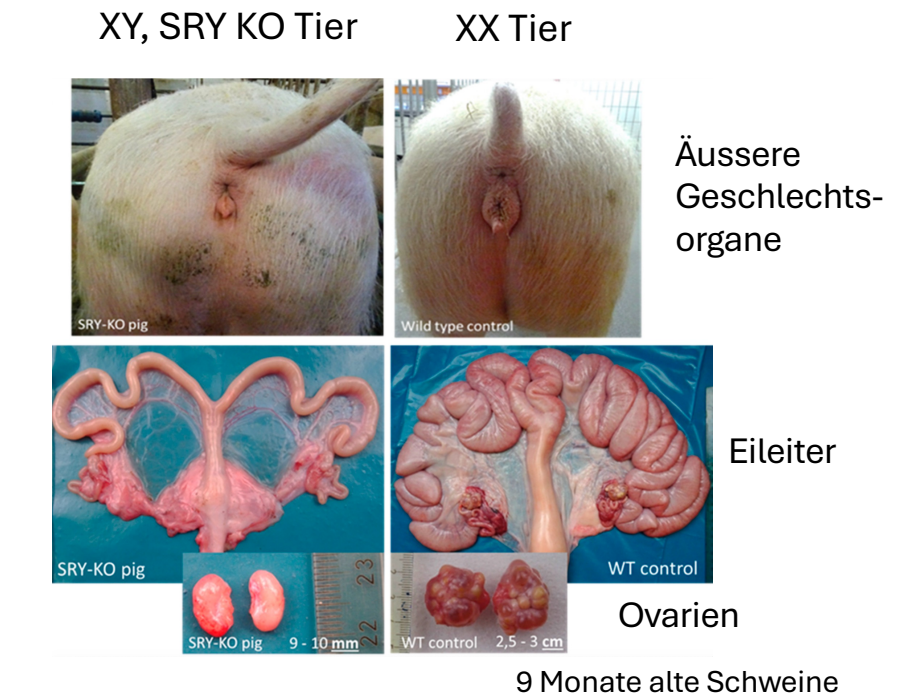 XY, SRY KO Tier
XX Tier
SRY-KO pig
Wild type control
Äussere
Geschlechts-
organe
SRY-KO pig
WT control
Eileiter
SRY-KO pig
9 - 10 mm
22 23
WT control
2,5 - 3 cm
Ovarien
9 Monate alte Schweine